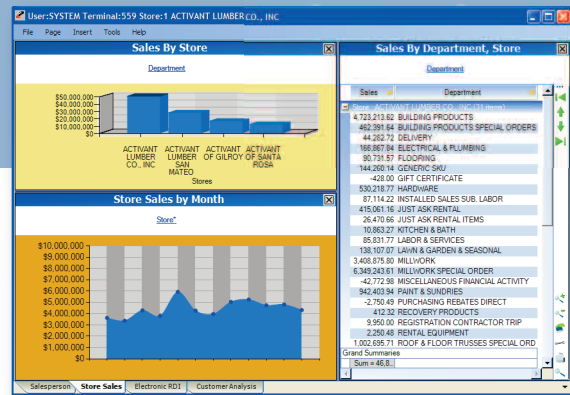 User:SYSTEM Terminal:559 Store:1 ACTIVANT LUMBER CO., INC
File Page Insert Tools Help
Sales By Store
Department
$50,000,000
$40,000,000
$30,000,000
$20,000,000
$10,000,000
$0
ACTIVANT LUMBER CO., INC
ACTIVANT LUMBER SAN MATEO
ACTIVANT OF GILROY
ACTIVANT OF SANTA ROSA
Stores
Store Sales by Month
Store*
$10,000,000
$9,000,000
$8,000,000
$7,000,000
$6,000,000
$5,000,000
$4,000,000
$3,000,000
$2,000,000
$1,000,000
$0
Sales By Department, Store
Department
Sales Department
Store : ACTIVANT LUMBER CO., INC (31 items)
4,723,213.62 BUILDING PRODUCTS
462,391.64 BUILDING PRODUCTS SPECIAL ORDERS
44,282.72 DELIVERY
166,867.84 ELECTRICAL & PLUMBING
90,731.57 FLOORING
144,260.14 GENERIC SKU
-428.00 GIFT CERTIFICATE
530,218.77 HARDWARE
87,114.22 INSTALLED SALES SUB. LABOR
415,061.16 JUST ASK RENTAL
26,470.66 JUST ASK RENTAL ITEMS
10,863.27 KITCHEN & BATH
85,831.77 LABOR & SERVICES
138,107.07 LAWN & GARDEN & SEASONAL
3,408,875.80 MILLWORK
6,349,243.61 MILLWORK SPECIAL ORDER
-42,772.98 MISCELLANEOUS FINANCIAL ACTIVITY
942,403.94 PAINT & SUNDRIES
-2,750.49 PURCHASING REBATES DIRECT
412.32 RECOVERY PRODUCTS
9,950.00 REGISTRATION CONTRACTOR TRIP
2,250.48 RENTAL EQUIPMENT
1,002,695.71 ROOF & FLOOR TRUSSES SPECIAL ORD
Grand Summaries
Sum = 46,8...
Salesperson Store Sales Electronic RDI Customer Analysis